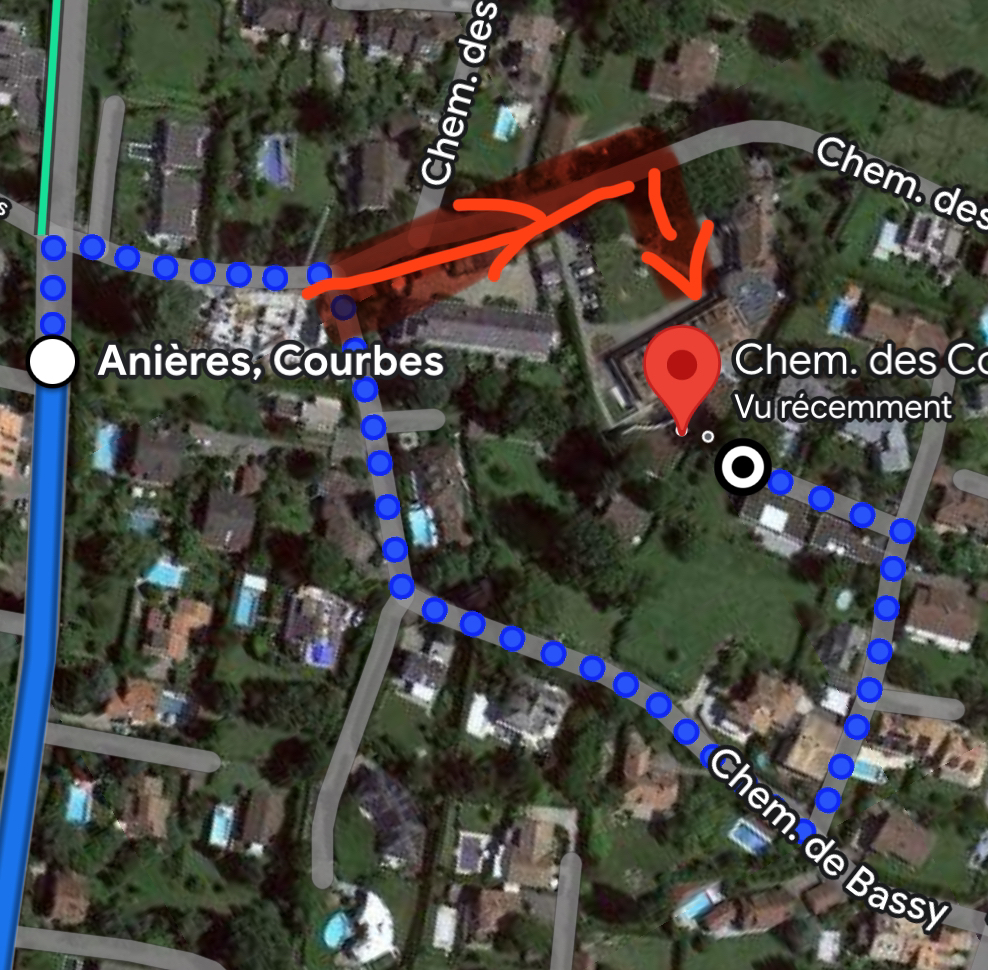 Chem. des
Chem. des
s
Anières, Courbes
Chem. des Co
Vu récemment
Chem. de Bassy